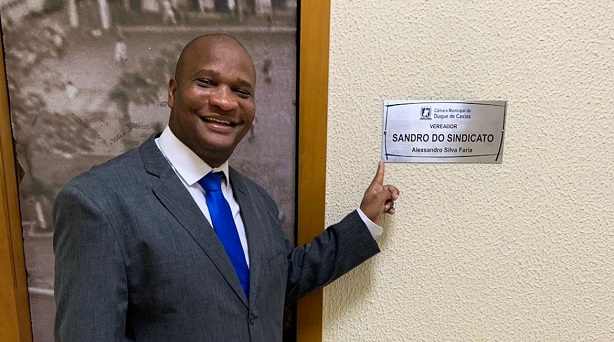 Câmara Municipal de
Duque de Caxias
VEREADOR
SANDRO DO SINDICATO
Alexsandro Silva Faria